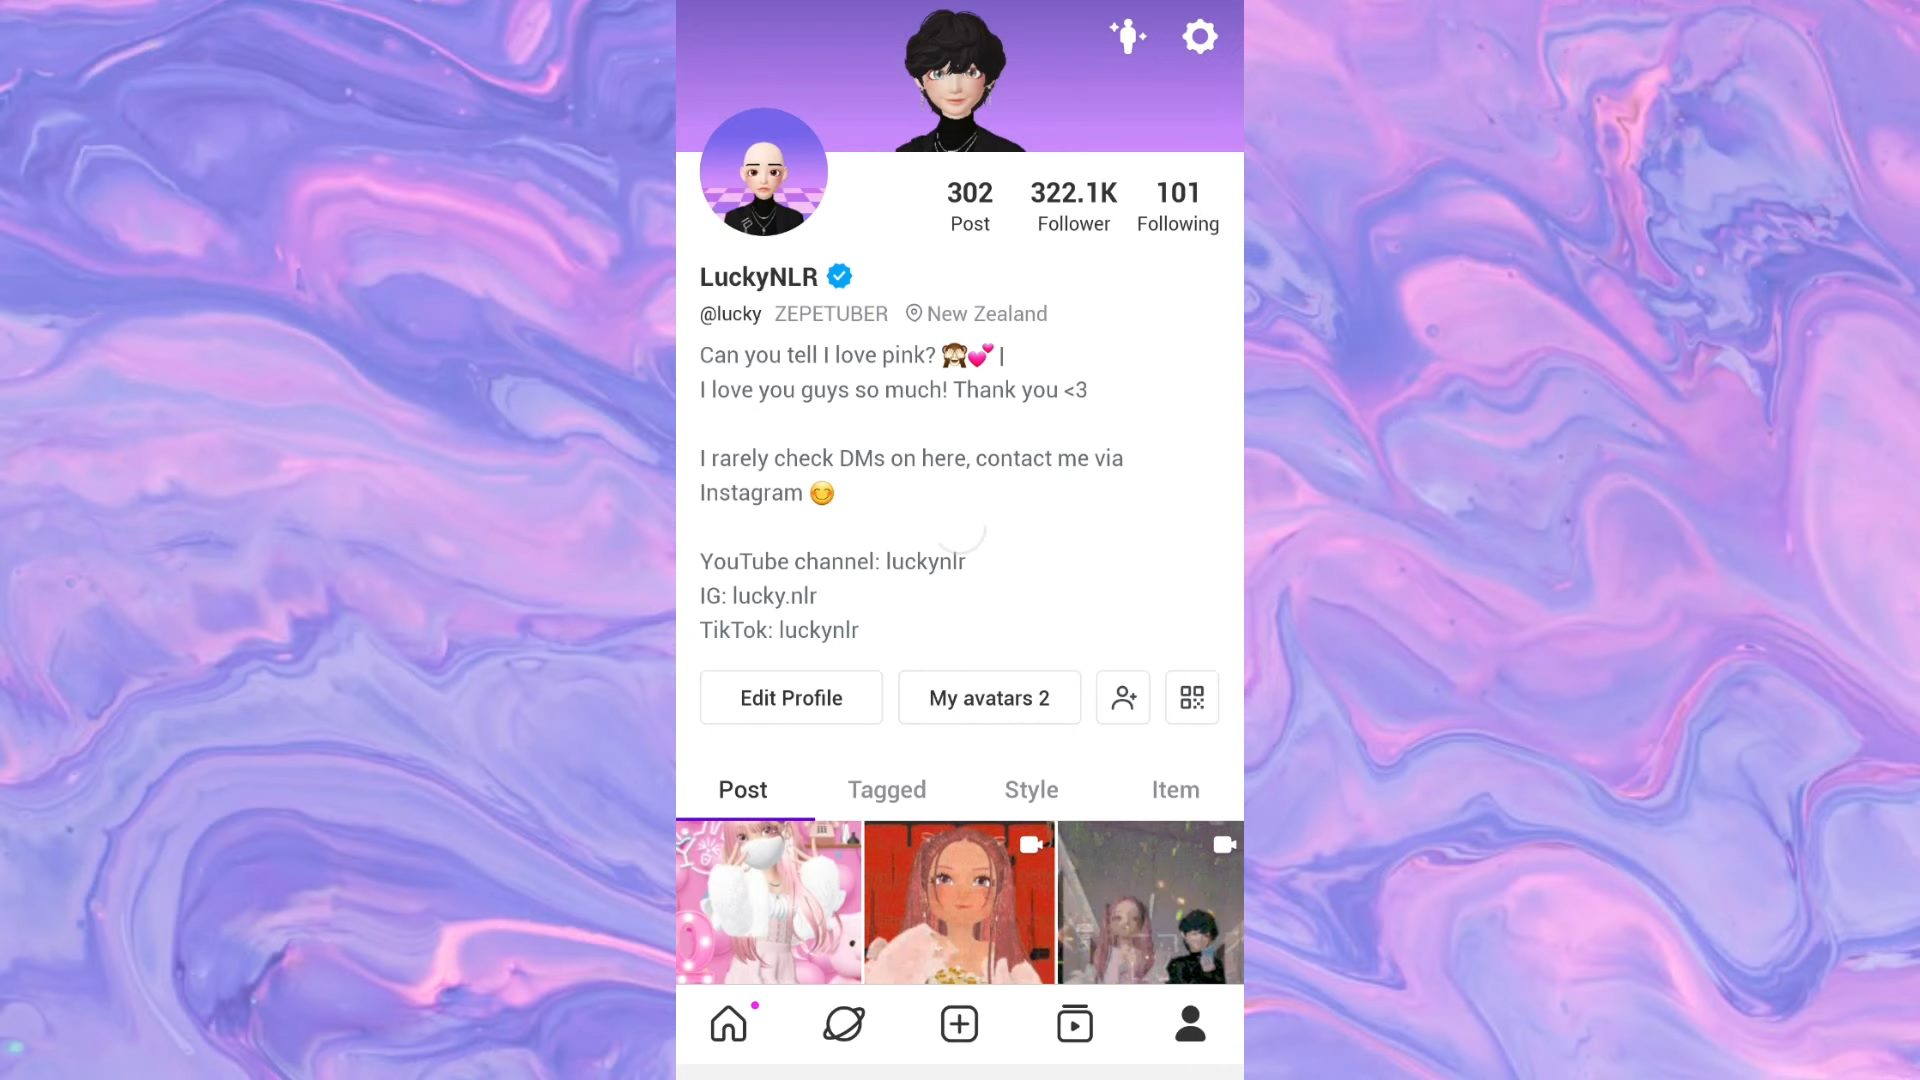 302 322.1K 101
Post Follower Following
LuckyNLR
@lucky ZEPETUBER New Zealand
Can you tell I love pink? 🙈💕 |
I love you guys so much! Thank you <3
I rarely check DMs on here, contact me via
Instagram 😊
YouTube channel: luckynlr
IG: lucky.nlr
TikTok: luckynlr
Edit Profile My avatars 2
Post Tagged Style Item